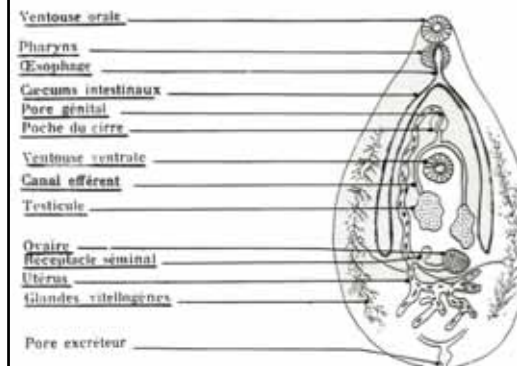 Ventouse orale
Pharynx
Œsophage
Cœcums intestinaux
Pore génital
Poche du cirre
Ventouse ventrale
Canal efférent
Testicule
Ovaire
Réceptacle séminal
Utérus
Glandes vitellogènes
Pore excréteur